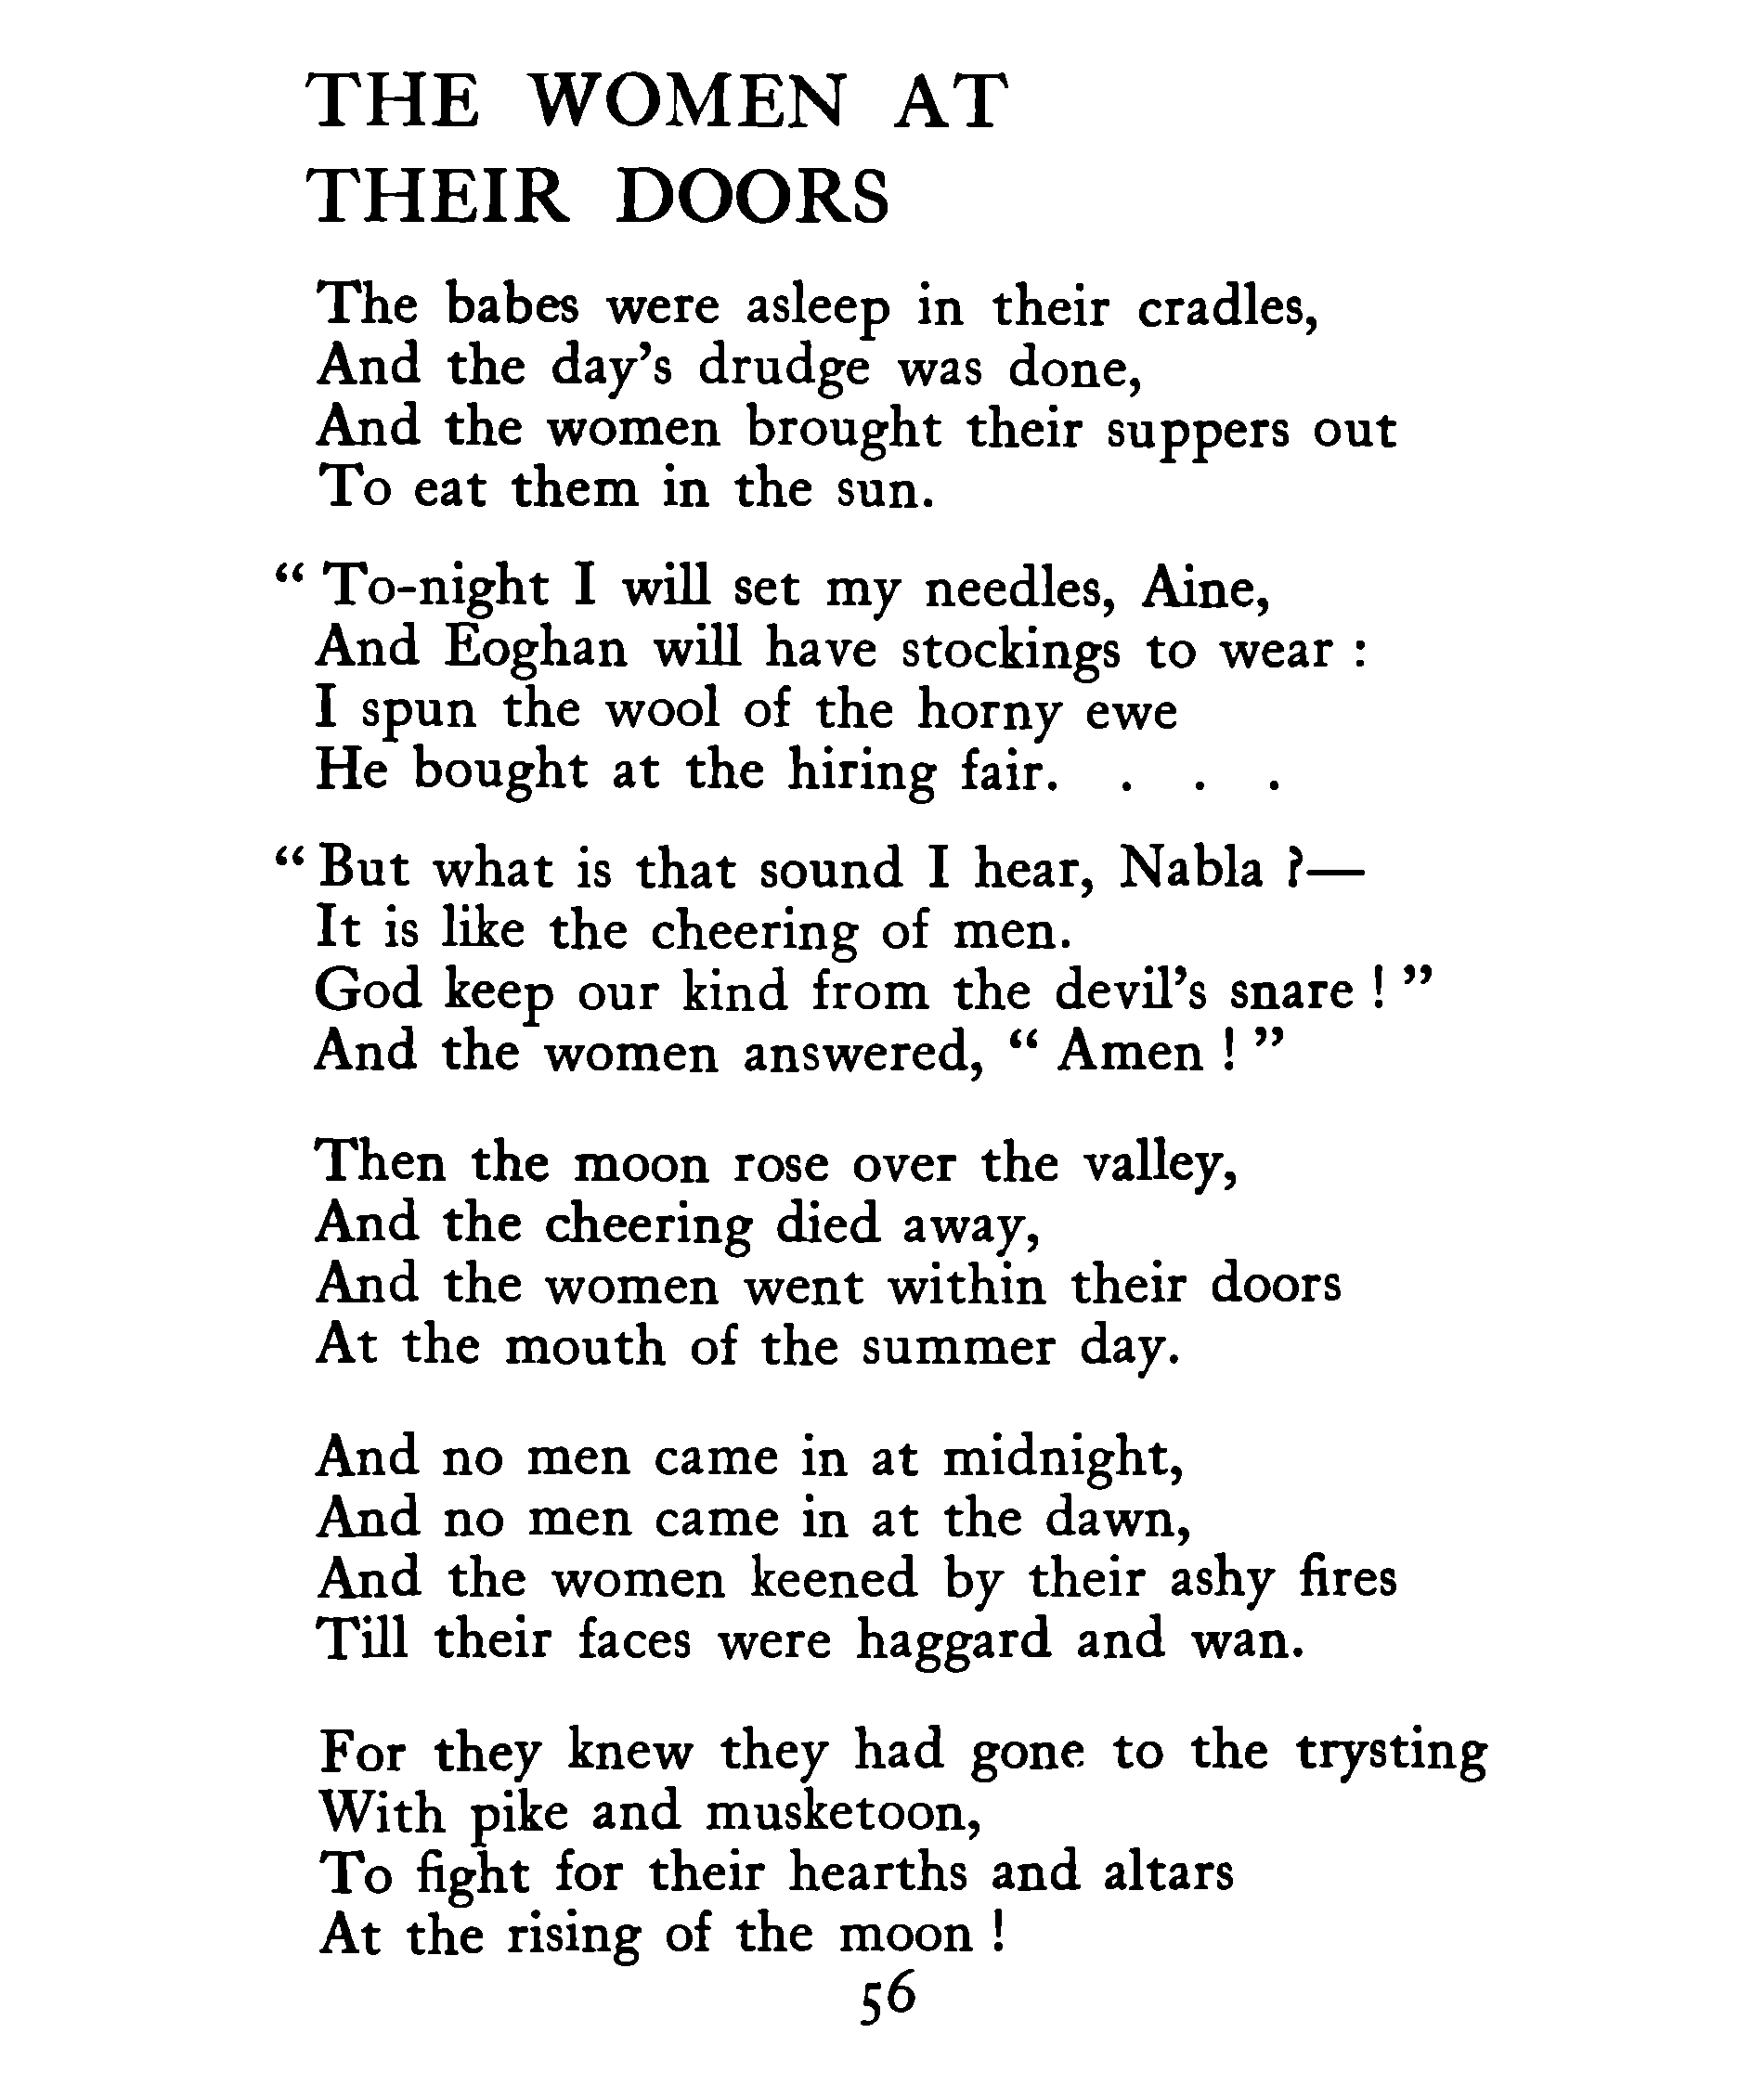 THE WOMEN AT
THEIR DOORS
The babes were asleep in their cradles,
And the day's drudge was done,
And the women brought their suppers out
To eat them in the sun.
“ To-night I will set my needles, Aine,
And Eoghan will have stockings to wear :
I spun the wool of the horny ewe
He bought at the hiring fair. . . .
“ But what is that sound I hear, Nabla ?—
It is like the cheering of men.
God keep our kind from the devil's snare ! ”
And the women answered, “ Amen ! ”
Then the moon rose over the valley,
And the cheering died away,
And the women went within their doors
At the mouth of the summer day.
And no men came in at midnight,
And no men came in at the dawn,
And the women keened by their ashy fires
Till their faces were haggard and wan.
For they knew they had gone to the trysting
With pike and musketoon,
To fight for their hearths and altars
At the rising of the moon !
56